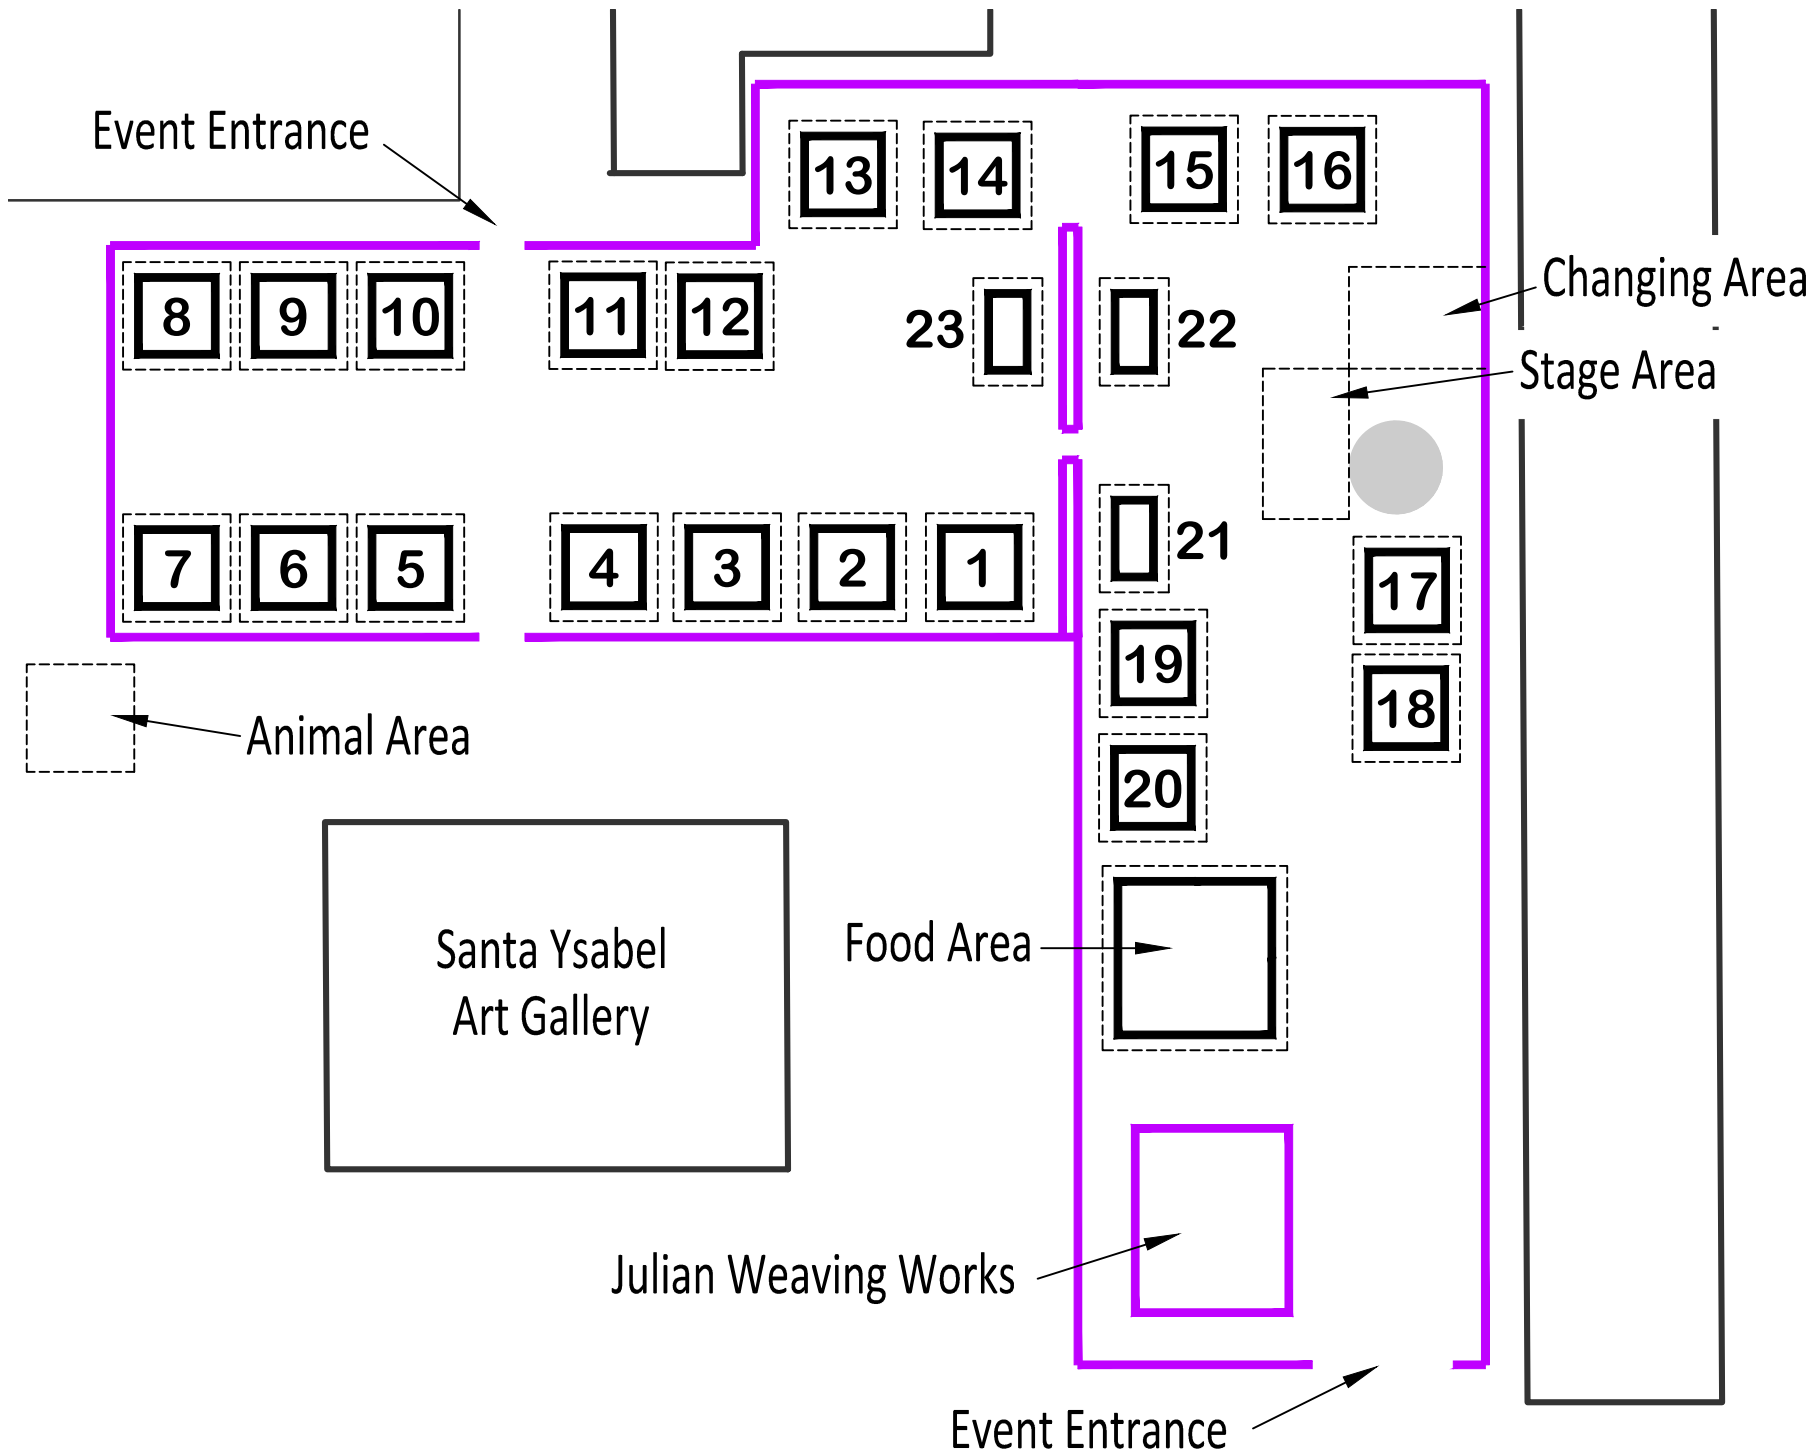 Event Entrance
13
14
15
16
8
9
10
11
12
23
22
Changing Area
Stage Area
7
6
5
4
3
2
1
21
17
19
18
Animal Area
20
Santa Ysabel
Art Gallery
Food Area
Julian Weaving Works
Event Entrance